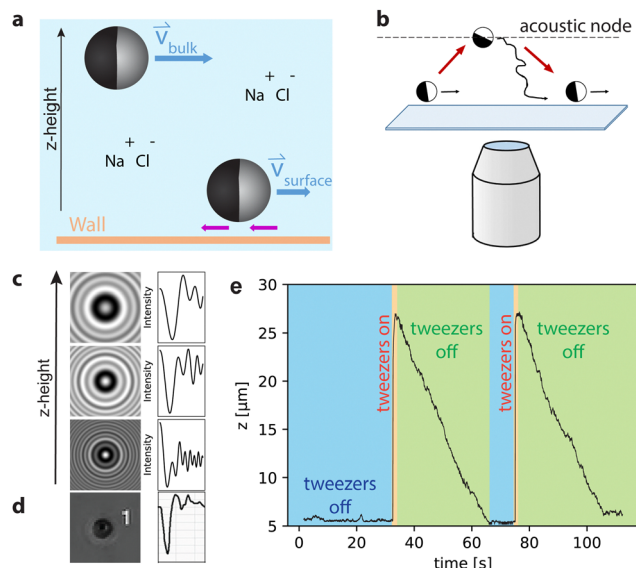 a
z-height
v bulk
+ -
Na Cl
+ -
Na Cl
v surface
Wall
b
acoustic node
c
z-height
Intensity
Intensity
Intensity
d
1
e
z [µm]
30
25
20
15
10
5
tweezers off
tweezers on
tweezers off
tweezers on
tweezers off
0
20
40
60
80
100
time [s]